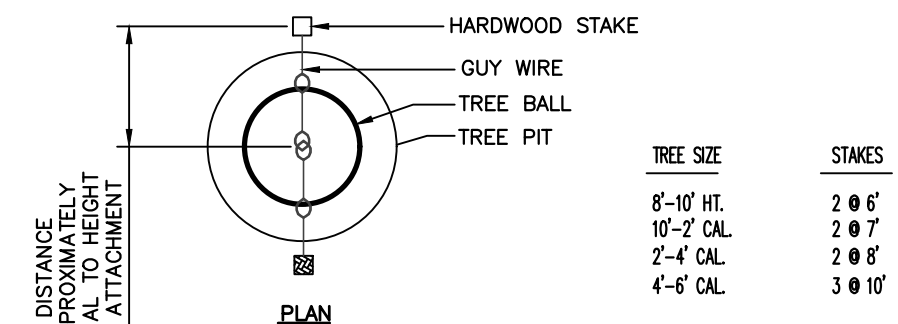 HARDWOOD STAKE
GUY WIRE
TREE BALL
TREE PIT
DISTANCE
PROXIMATELY
AL TO HEIGHT
ATTACHMENT
PLAN
TREE SIZE STAKES
8'-10' HT. 2 @ 6'
10'-2' CAL. 2 @ 7'
2'-4' CAL. 2 @ 8'
4'-6' CAL. 3 @ 10'